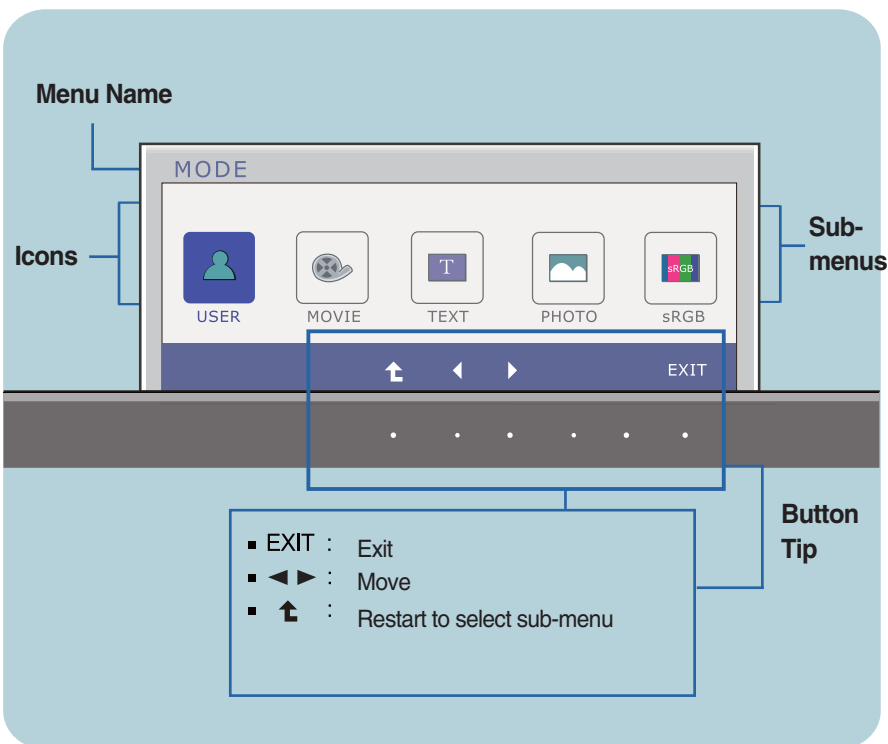 Menu Name
MODE
Icons
Sub-
menus
T
sRGB
USER
MOVIE
TEXT
PHOTO
sRGB
EXIT
Button
Tip
■ EXIT : Exit
■ ◄ ► : Move
■ ↑ : Restart to select sub-menu